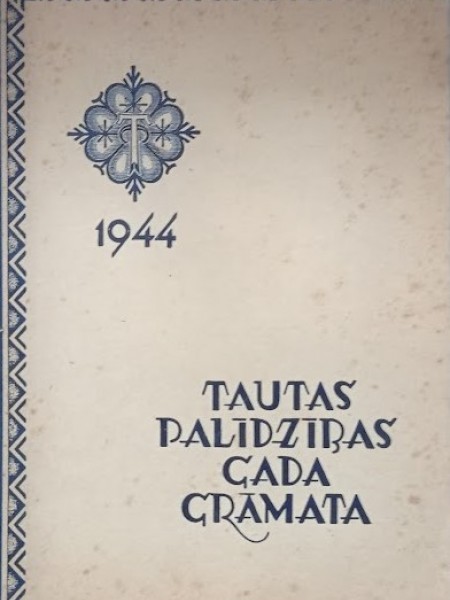 1944
TAUTAS
PALĪDZĪBAS
GADA
GRĀMATA